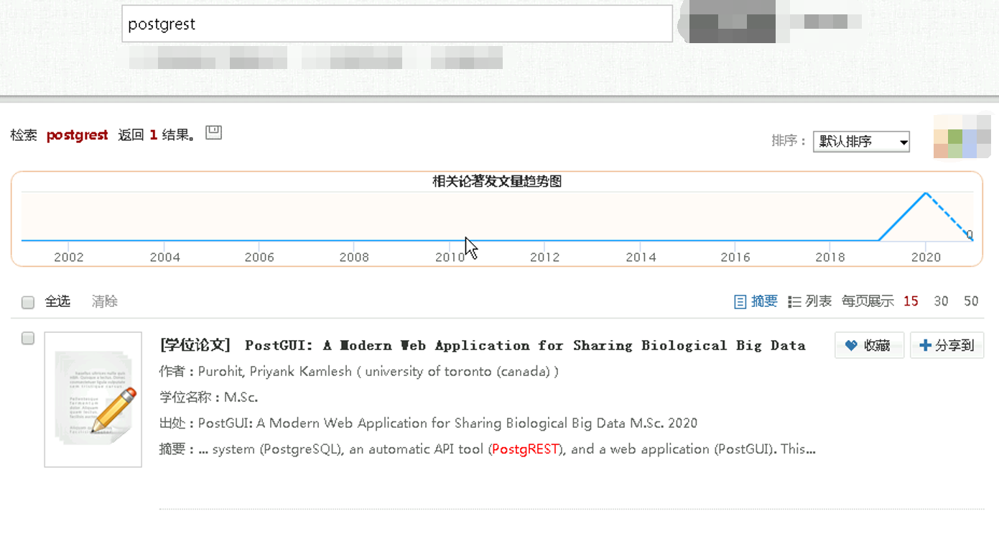 postgrest
检索 postgrest 返回 1 结果。
排序： 默认排序
相关论著发文量趋势图
0
2002 2004 2006 2008 2010 2012 2014 2016 2018 2020
全选 清除 摘要 列表 每页展示 15 30 50
[学位论文] PostGUI: A Modern Web Application for Sharing Biological Big Data 收藏 分享到
作者：Purohit, Priyank Kamlesh ( university of toronto (canada) )
学位名称：M.Sc.
出处：PostGUI: A Modern Web Application for Sharing Biological Big Data M.Sc. 2020
摘要：... system (PostgreSQL), an automatic API tool (PostgREST), and a web application (PostGUI). This...